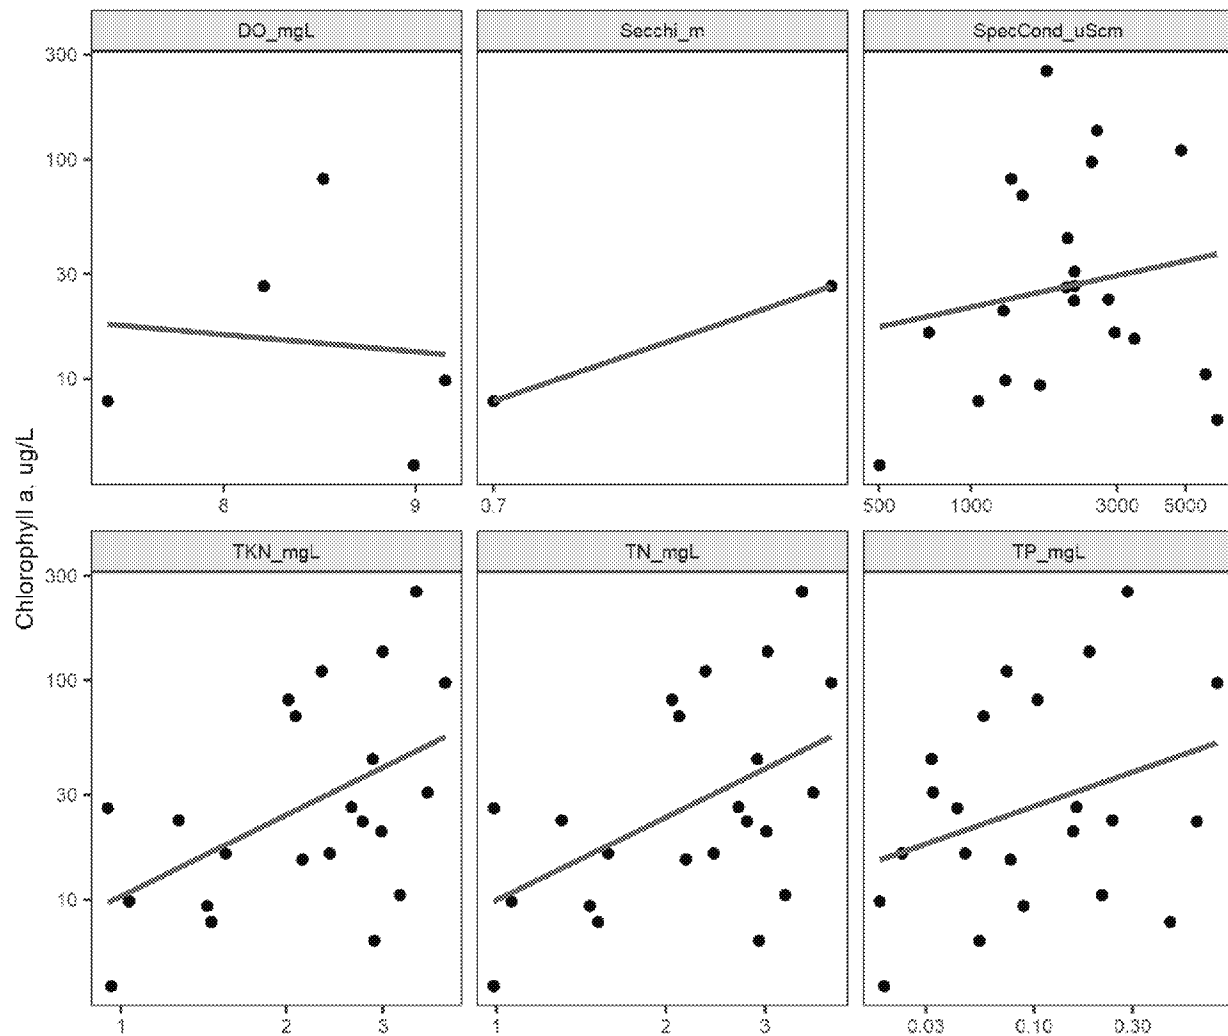 DO_mgL Secchi_m SpecCond_uScm
300
100
30
10
8 9 0.7 500 1000 3000 5000
Chlorophyll a. ug/L
TKN_mgL TN_mgL TP_mgL
300
100
30
10
1 2 3 1 2 3 0.03 0.10 0.30